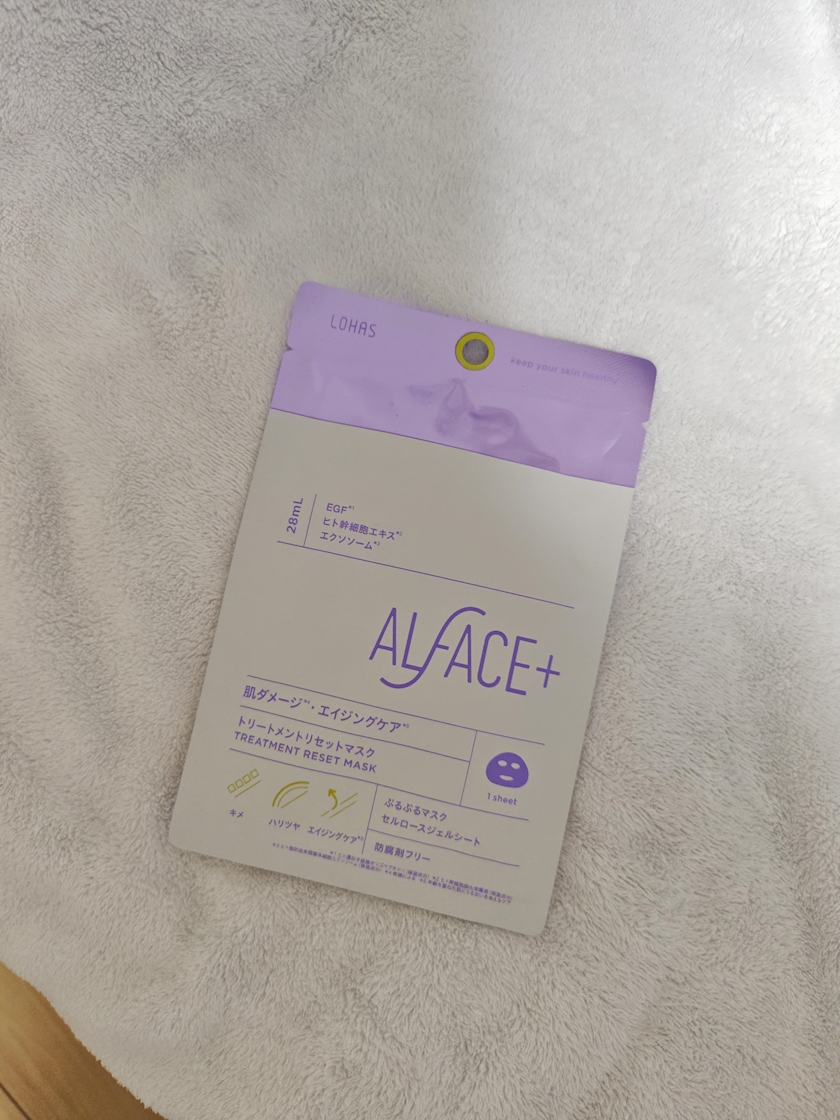 LOHAS
keep your skin healthy
28mL
EGF*1
ヒト幹細胞エキス*2
エクソソーム*3
ALFACE+
肌ダメージ*4・エイジングケア*5
トリートメントリセットマスク
TREATMENT RESET MASK
1 sheet
キメ
ハリツヤ
エイジングケア*5
ぷるぷるマスク
セルロースジェルシート
防腐剤フリー